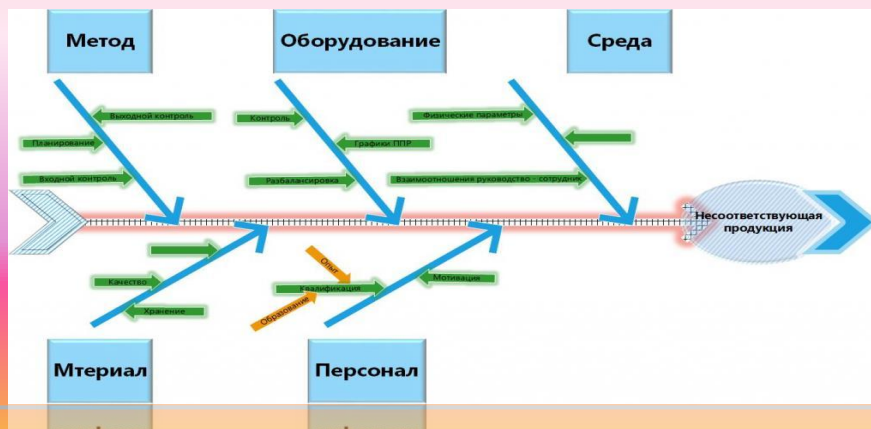 Метод
Оборудование
Среда
Выходной контроль
Планирование
Входной контроль
Контроль
Графики ППР
Разбалансировка
Физические параметры
Взаимоотношения руководство - сотрудник
Несоответствующая
продукция
Качество
Хранение
Опыт
Квалификация
Образование
Мотивация
Мтериал
Персонал